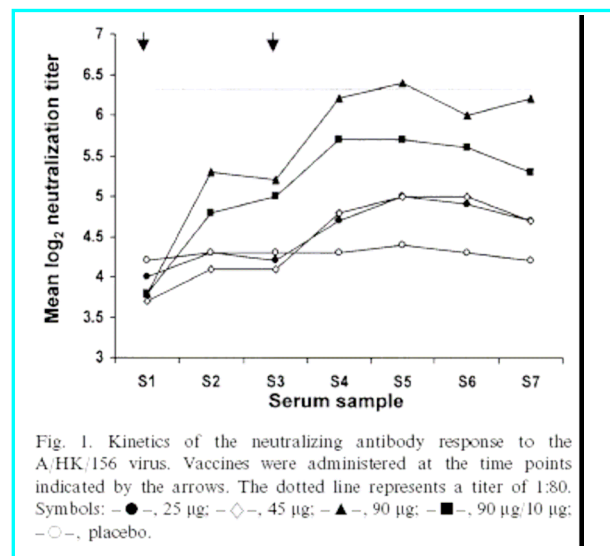 7
6.5
6
5.5
5
4.5
4
3.5
3
Mean log2 neutralization titer
S1 S2 S3 S4 S5 S6 S7
Serum sample
Fig. 1. Kinetics of the neutralizing antibody response to the
A/HK/156 virus. Vaccines were administered at the time points
indicated by the arrows. The dotted line represents a titer of 1:80.
Symbols: –●–, 25 μg; –◇–, 45 μg; –▲–, 90 μg; –■–, 90 μg/10 μg;
–○–, placebo.